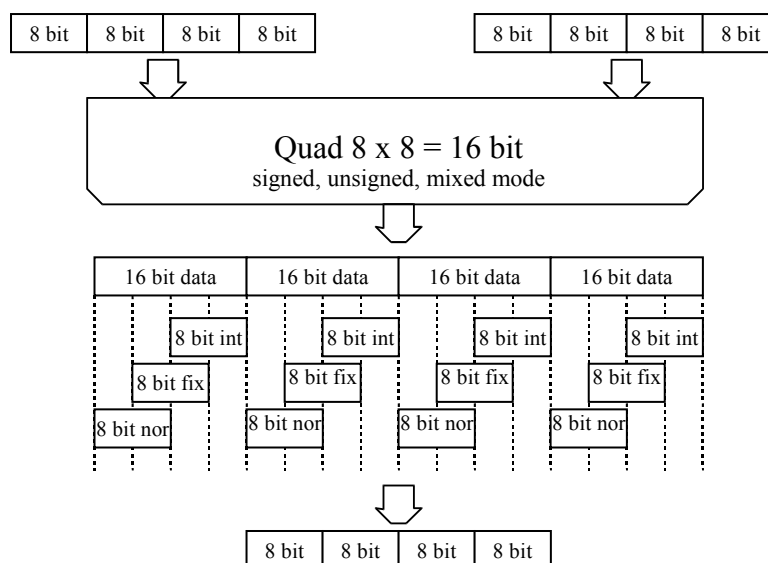 8 bit 8 bit 8 bit 8 bit 8 bit 8 bit 8 bit 8 bit
Quad 8 x 8 = 16 bit
signed, unsigned, mixed mode
16 bit data 16 bit data 16 bit data 16 bit data
8 bit int 8 bit int 8 bit int 8 bit int
8 bit fix 8 bit fix 8 bit fix 8 bit fix
8 bit nor 8 bit nor 8 bit nor 8 bit nor
8 bit 8 bit 8 bit 8 bit